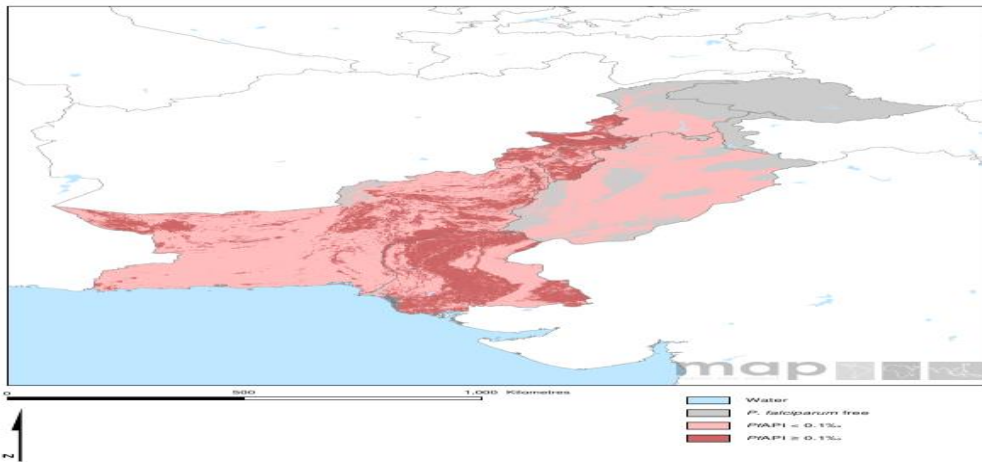 map
0 500 1,000 Kilometres
Water
P. falciparum free
PfAPI < 0.1‰
PfAPI ≥ 0.1‰
N